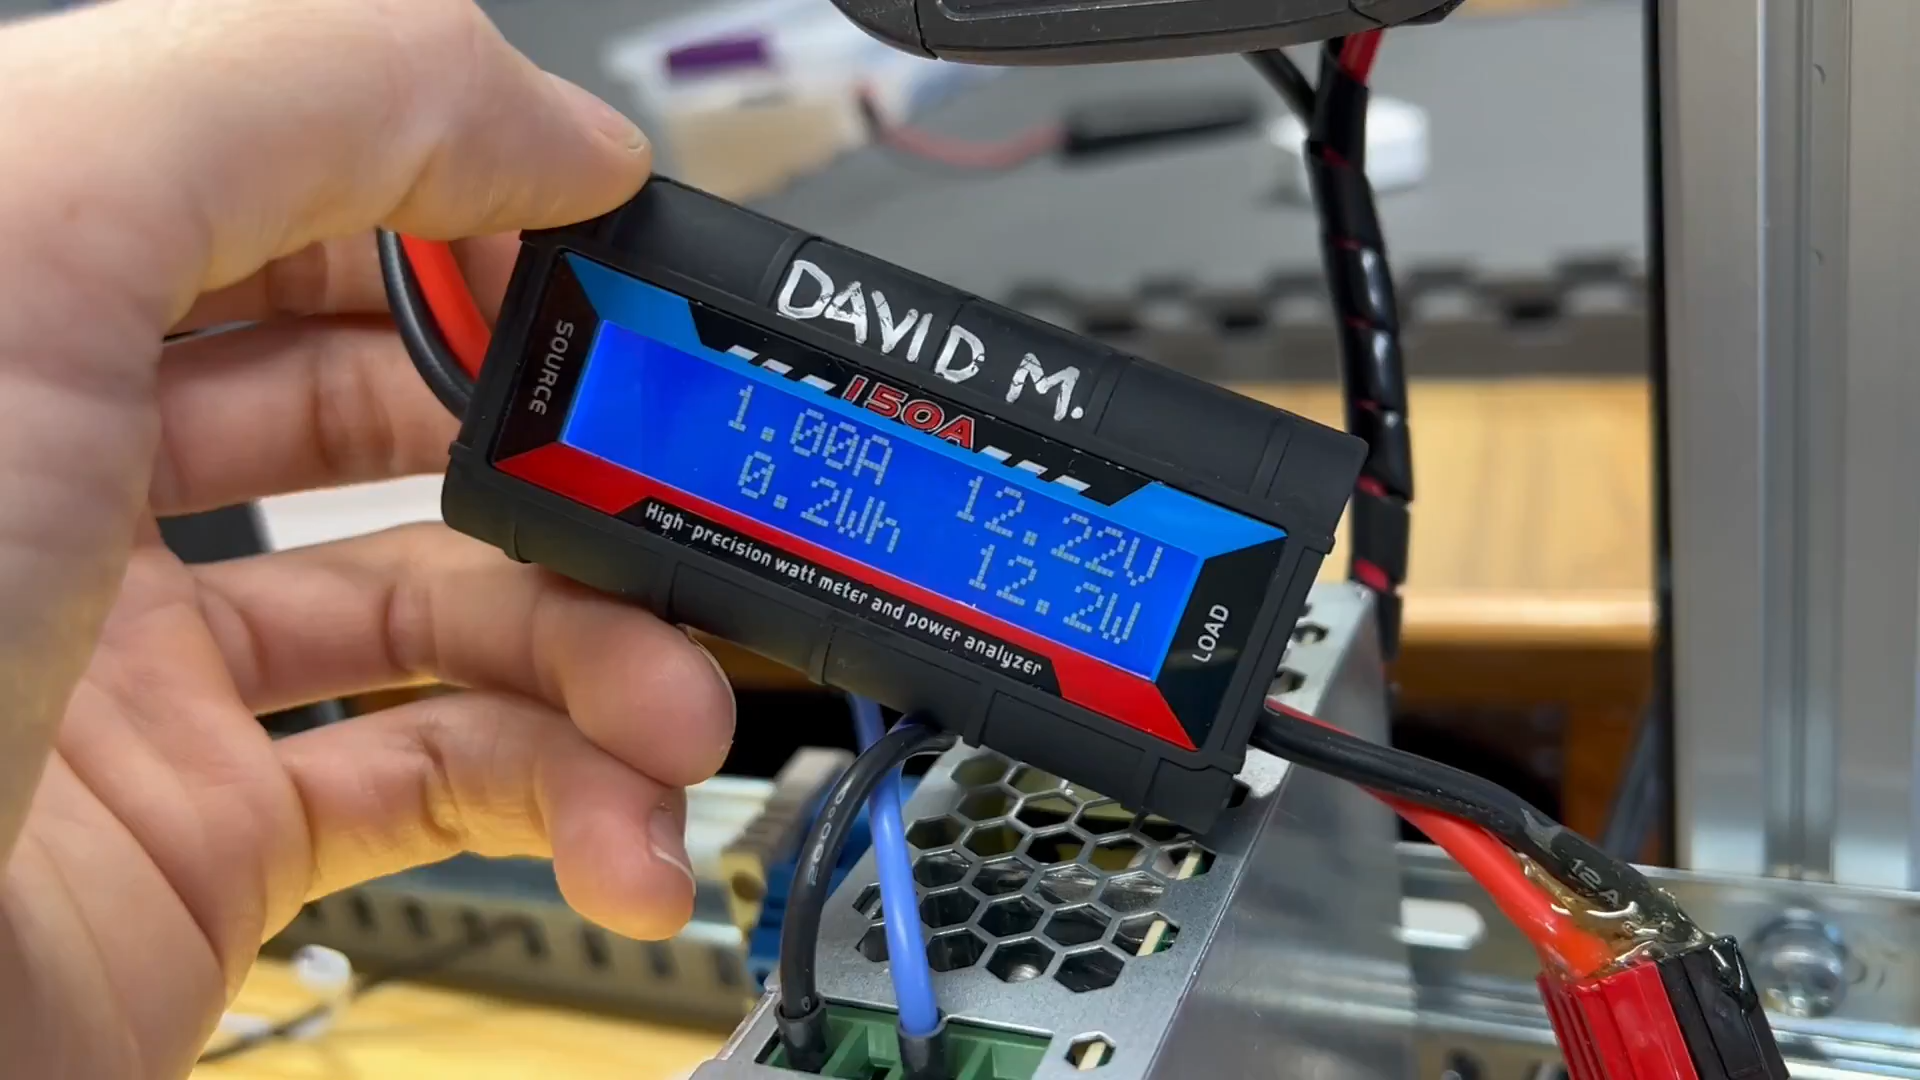 DAVID M.
150A
SOURCE
1.00A 12.22V
0.2Wh 12.2W
LOAD
High-precision watt meter and power analyzer
200°C
12A